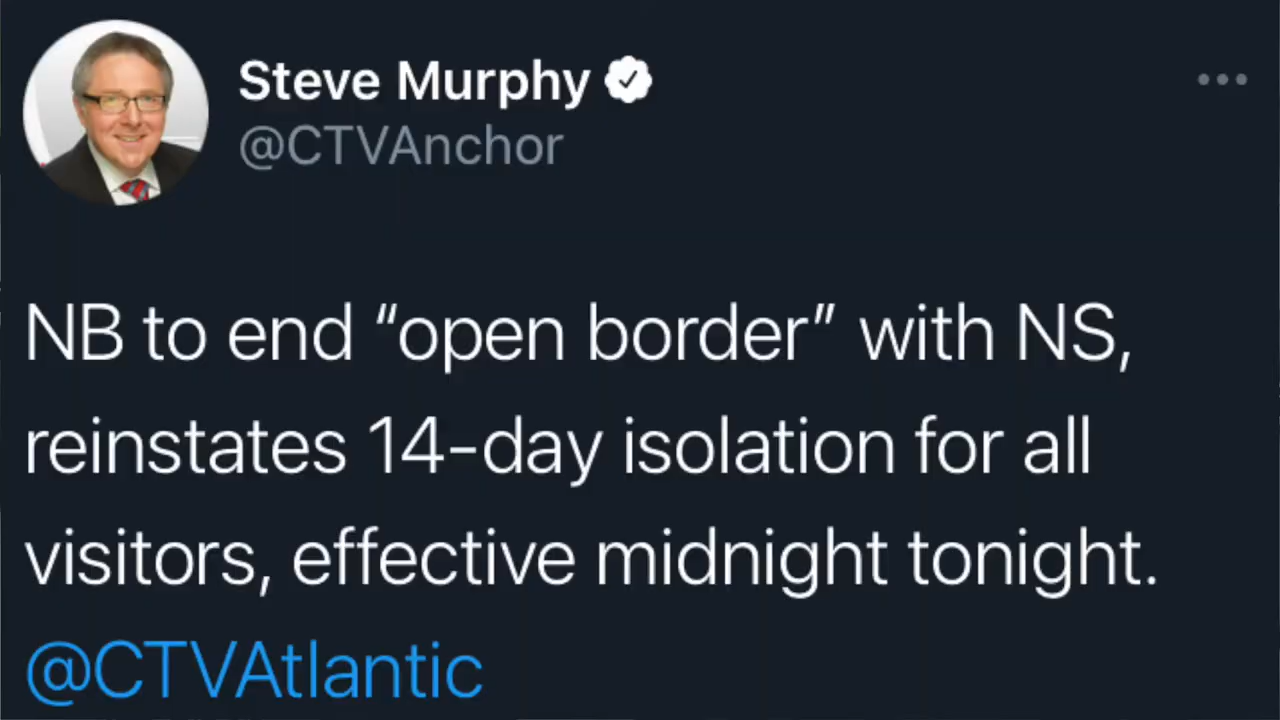 Steve Murphy
@CTVAnchor
NB to end “open border” with NS,
reinstates 14-day isolation for all
visitors, effective midnight tonight.
@CTVAtlantic